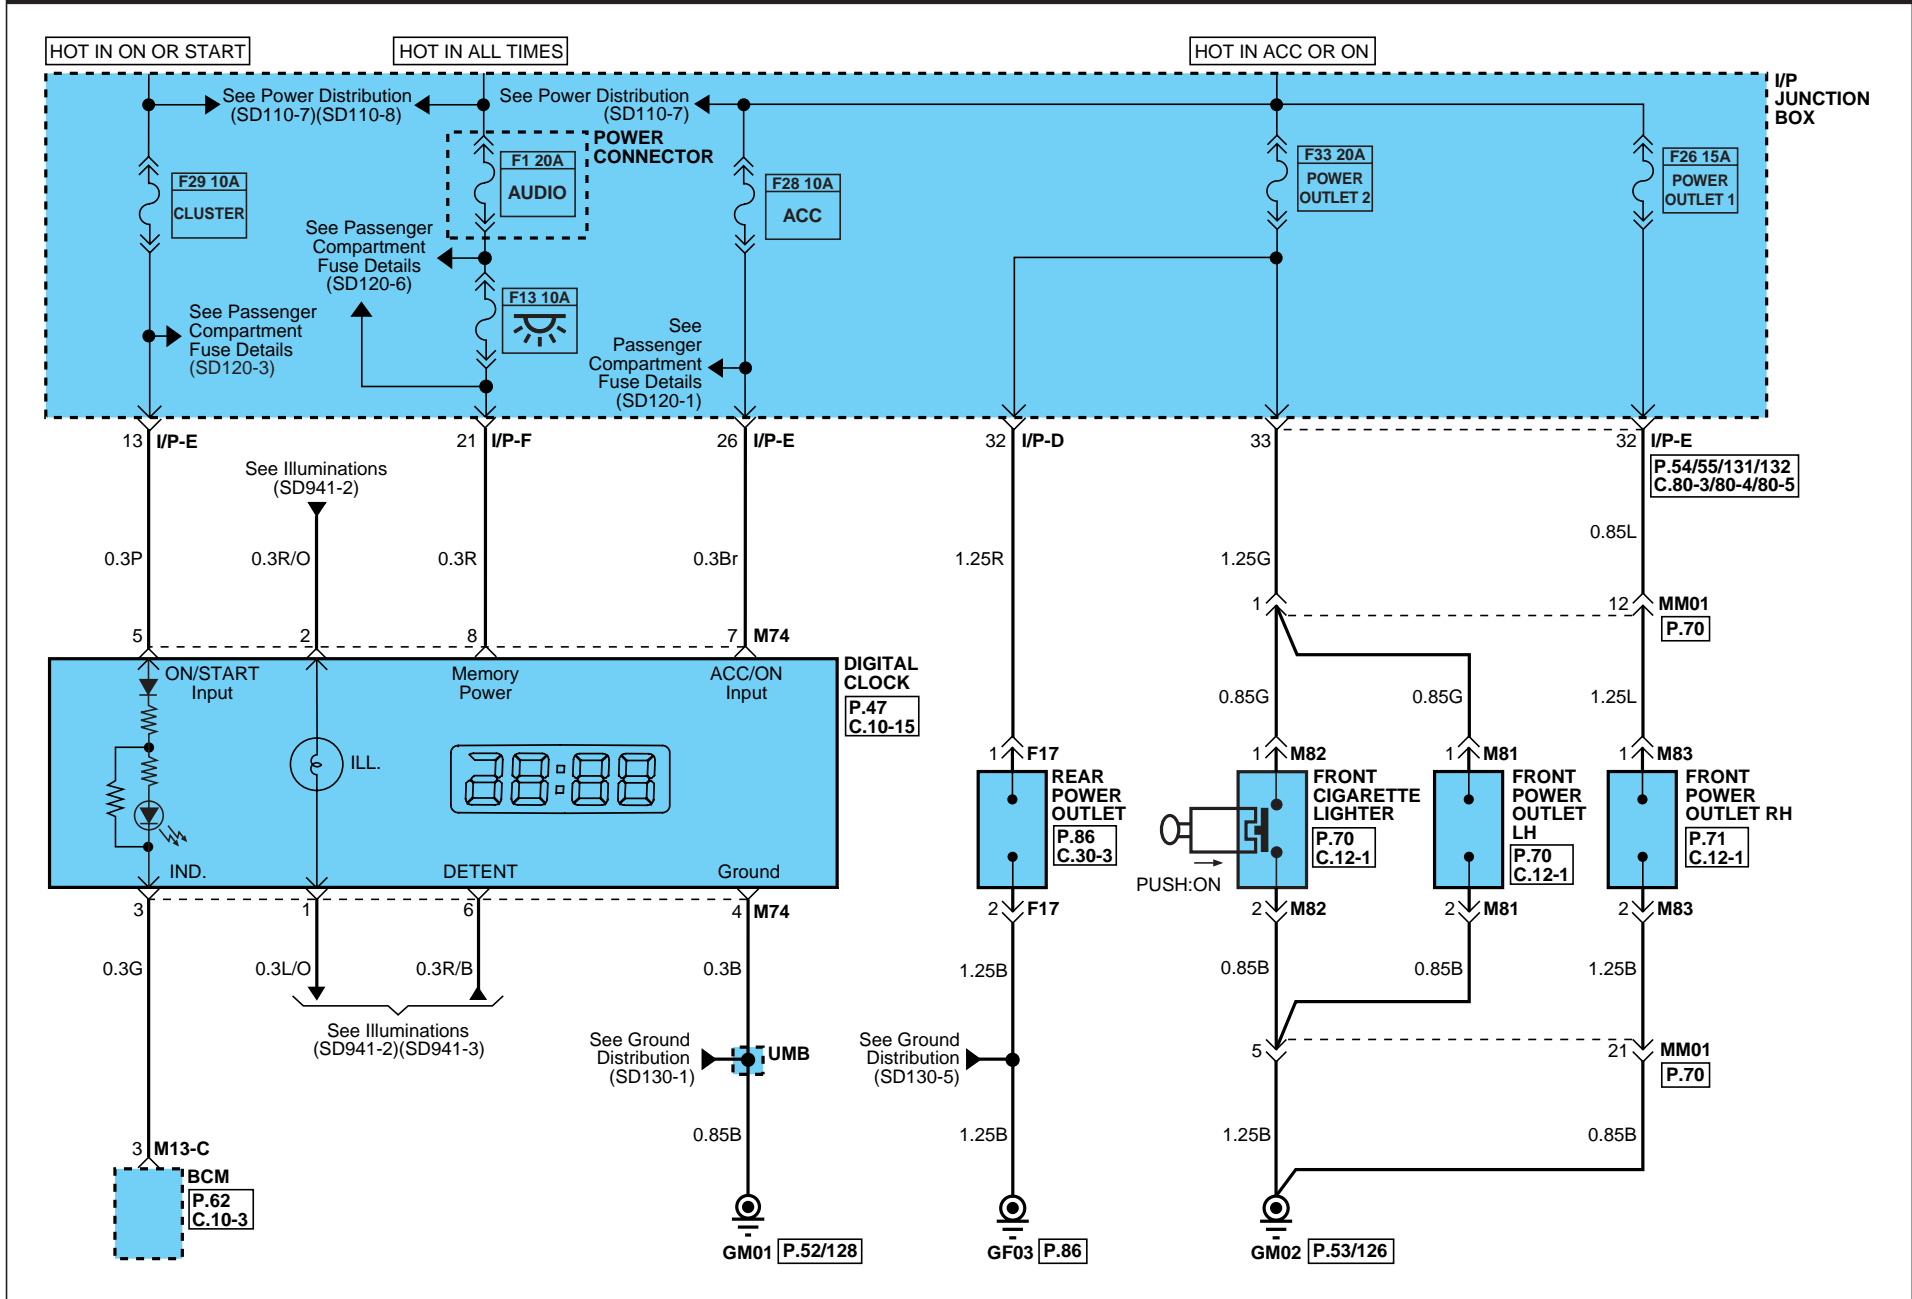 HOT IN ON OR START
HOT IN ALL TIMES
HOT IN ACC OR ON
I/P
JUNCTION
BOX
See Power Distribution
(SD110-7)(SD110-8)
See Power Distribution
(SD110-7)
POWER
CONNECTOR
F29 10A
CLUSTER
F1 20A
AUDIO
F28 10A
ACC
F33 20A
POWER
OUTLET 2
F26 15A
POWER
OUTLET 1
See Passenger
Compartment
Fuse Details
(SD120-6)
F13 10A
See Passenger
Compartment
Fuse Details
(SD120-3)
See
Passenger
Compartment
Fuse Details
(SD120-1)
13 I/P-E
21 I/P-F
26 I/P-E
32 I/P-D
33
32 I/P-E
P.54/55/131/132
C.80-3/80-4/80-5
See Illuminations
(SD941-2)
0.3P
0.3R/O
0.3R
0.3Br
1.25R
1.25G
0.85L
1
12 MM01
P.70
5
2
8
7 M74
ON/START
Input
Memory
Power
ACC/ON
Input
DIGITAL
CLOCK
P.47
C.10-15
ILL.
IND.
DETENT
Ground
0.85G
0.85G
1.25L
1 F17
REAR
POWER
OUTLET
P.86
C.30-3
1 M82
FRONT
CIGARETTE
LIGHTER
P.70
C.12-1
PUSH:ON
1 M81
FRONT
POWER
OUTLET
LH
P.70
C.12-1
1 M83
FRONT
POWER
OUTLET RH
P.71
C.12-1
3
1
6
4 M74
2 F17
2 M82
2 M81
2 M83
0.3G
0.3L/O
0.3R/B
0.3B
1.25B
0.85B
0.85B
1.25B
See Illuminations
(SD941-2)(SD941-3)
See Ground
Distribution
(SD130-1)
UMB
See Ground
Distribution
(SD130-5)
5
21 MM01
P.70
0.85B
1.25B
1.25B
0.85B
3 M13-C
BCM
P.62
C.10-3
GM01 P.52/128
GF03 P.86
GM02 P.53/126